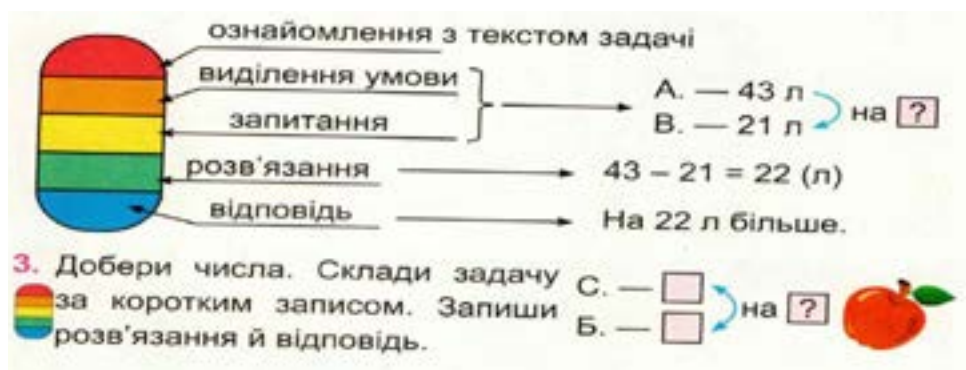 ознайомлення з текстом задачі
виділення умови
запитання
А. — 43 л
В. — 21 л
на ?
розв'язання
43 – 21 = 22 (л)
відповідь
На 22 л більше.
3. Добери числа. Склади задачу
за коротким записом. Запиши
розв'язання й відповідь.
С. —
Б. —
на ?